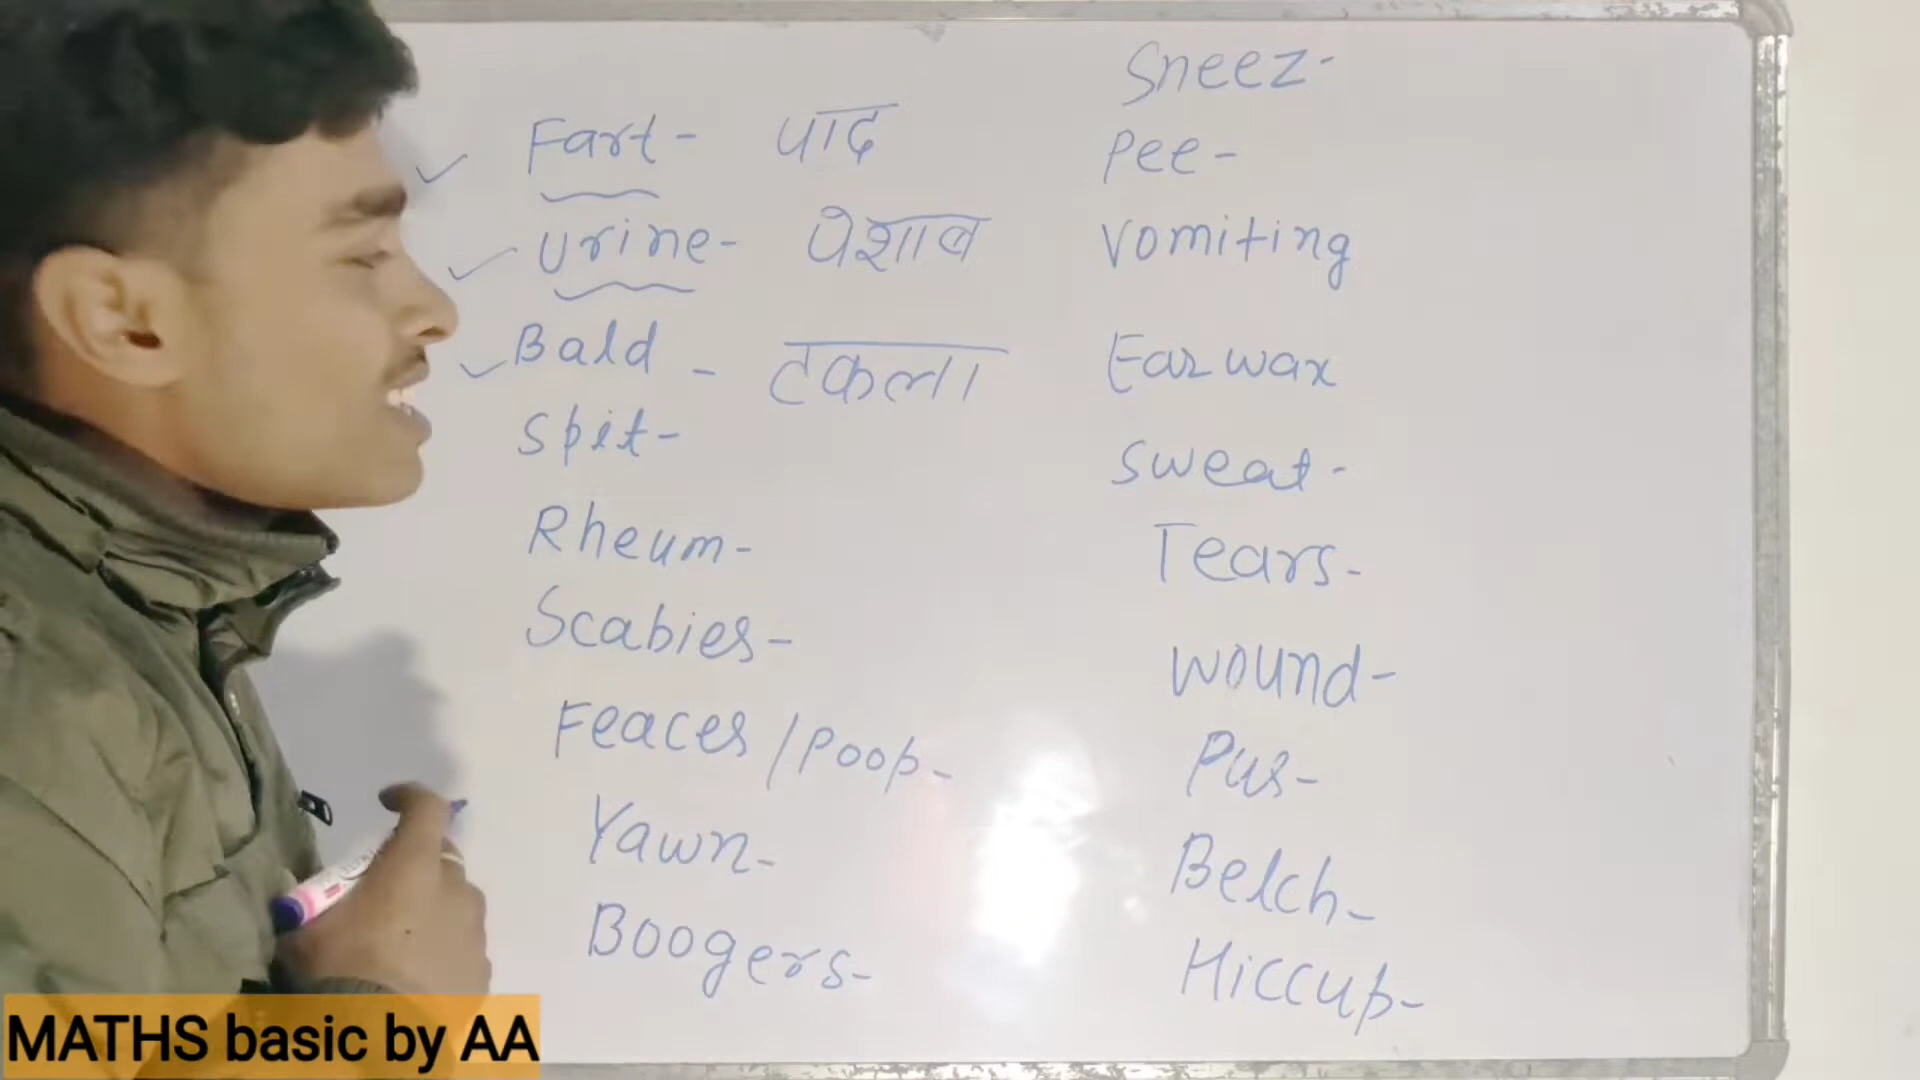 Fart - पाद
Urine - पेशाब
Bald - टकला
Spit -
Rheum -
Scabies -
Feaces / Poop -
Yawn -
Boogers -
Sneez -
Pee -
Vomiting
Ear wax
Sweat -
Tears -
Wound -
Pus -
Belch -
Hiccup -
MATHS basic by AA